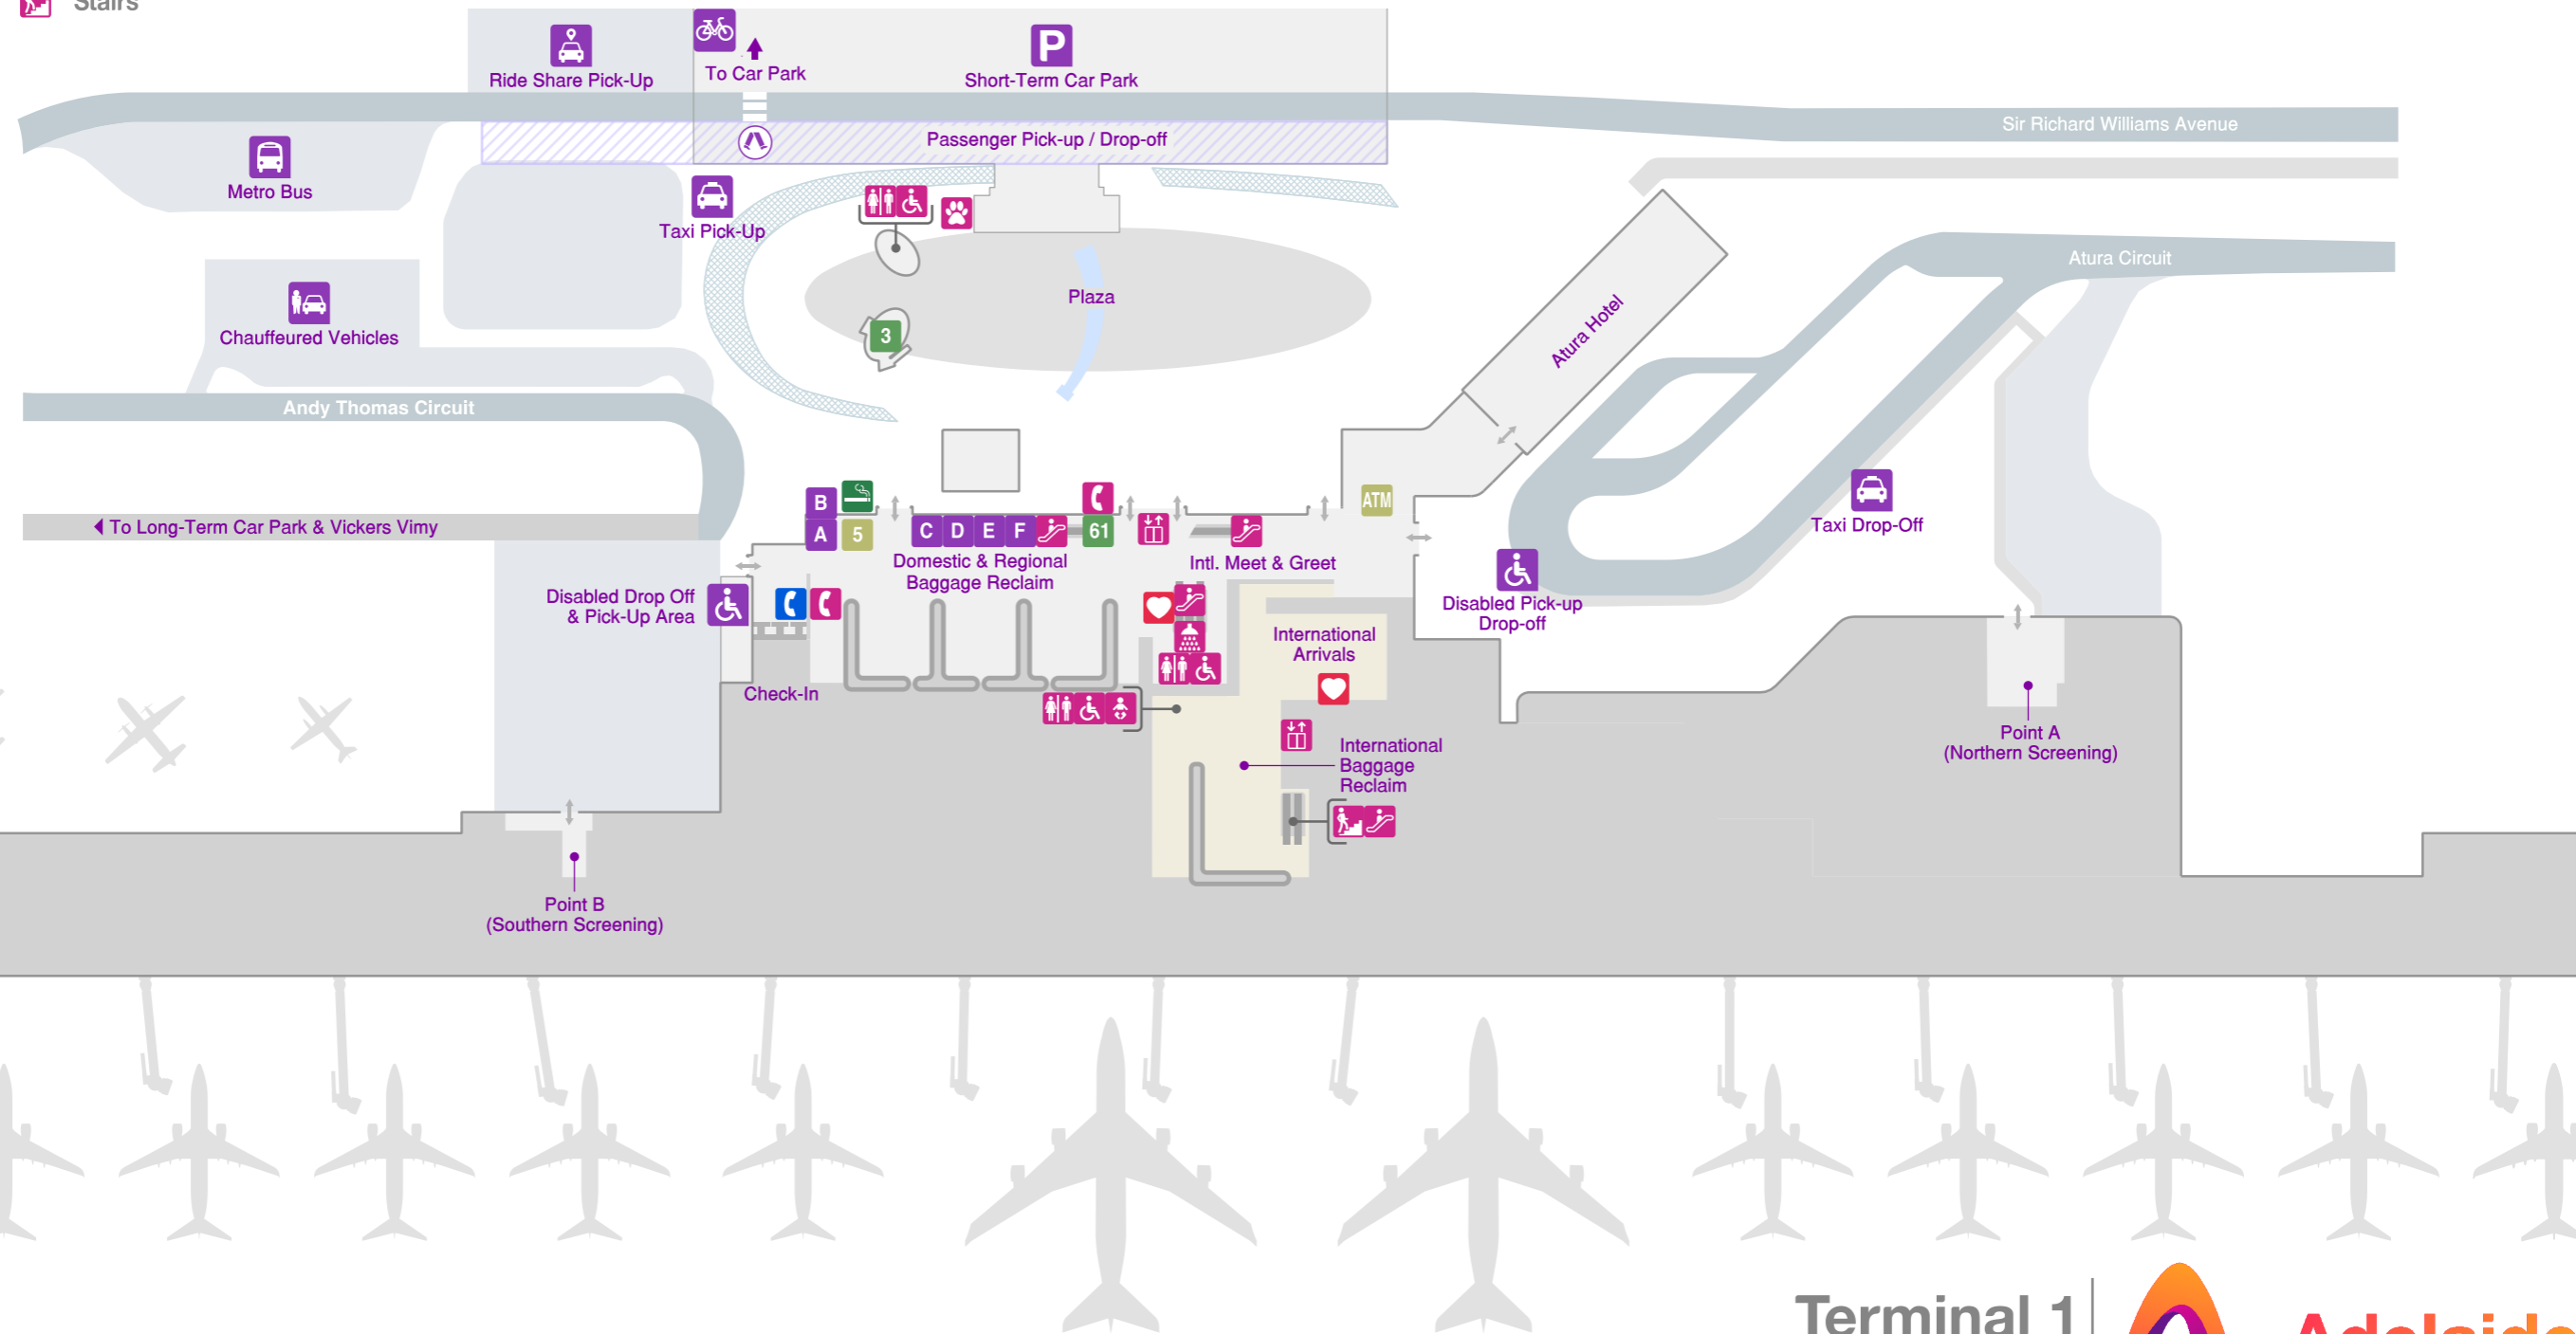 Stairs
Ride Share Pick-Up
To Car Park
P
Short-Term Car Park
Passenger Pick-up / Drop-off
Sir Richard Williams Avenue
Metro Bus
Taxi Pick-Up
Atura Circuit
Plaza
3
Chauffeured Vehicles
Atura Hotel
Andy Thomas Circuit
B
ATM
To Long-Term Car Park & Vickers Vimy
A
5
C
D
E
F
61
Taxi Drop-Off
Domestic & Regional
Baggage Reclaim
Intl. Meet & Greet
Disabled Drop Off
& Pick-Up Area
Disabled Pick-up
Drop-off
International
Arrivals
Check-In
International
Baggage
Reclaim
Point A
(Northern Screening)
Point B
(Southern Screening)
Terminal 1
Adelaide